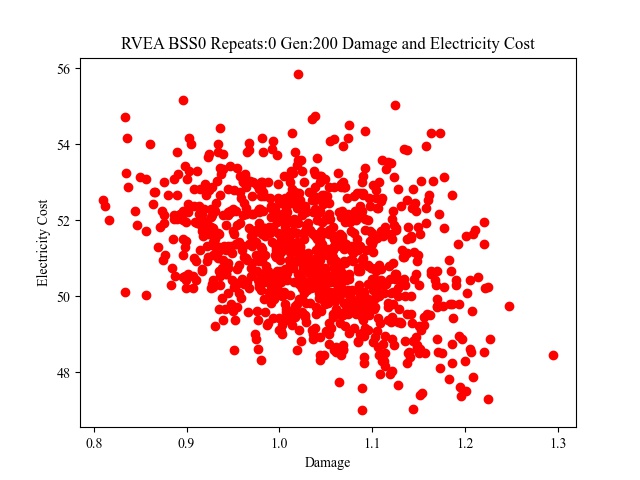 RVEA BSS0 Repeats:0 Gen:200 Damage and Electricity Cost
56
54
52
50
48
Electricity Cost
0.8 0.9 1.0 1.1 1.2 1.3
Damage